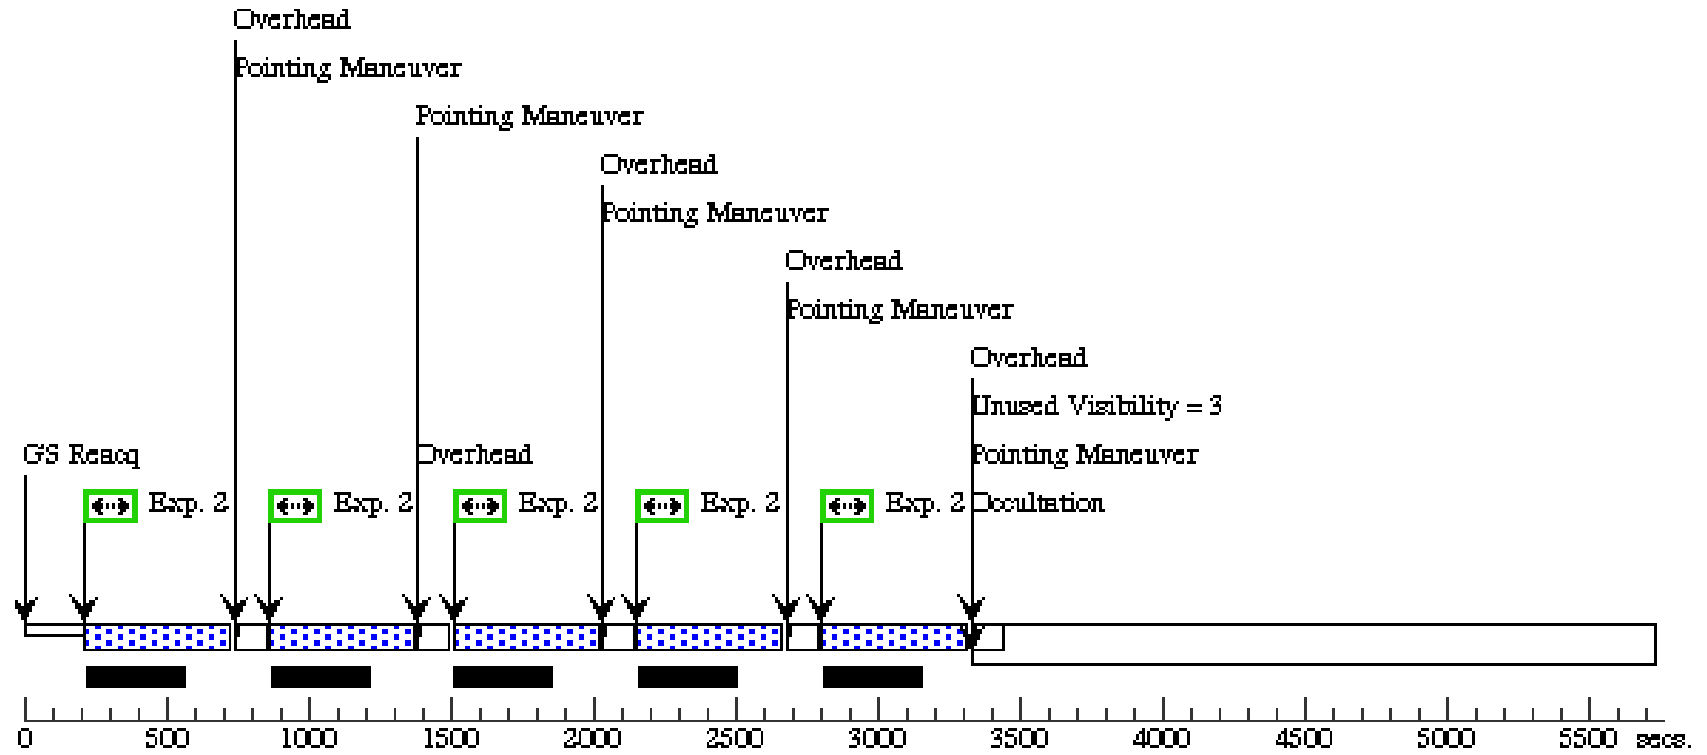 Overhead
Pointing Maneuver
Pointing Maneuver
Overhead
Pointing Maneuver
Overhead
Pointing Maneuver
Overhead
Unused Visibility = 3
GS Reacq
Overhead
Pointing Maneuver
Exp. 2
Exp. 2
Exp. 2
Exp. 2
Exp. 2
Occultation
0 500 1000 1500 2000 2500 3000 3500 4000 4500 5000 5500 secs.